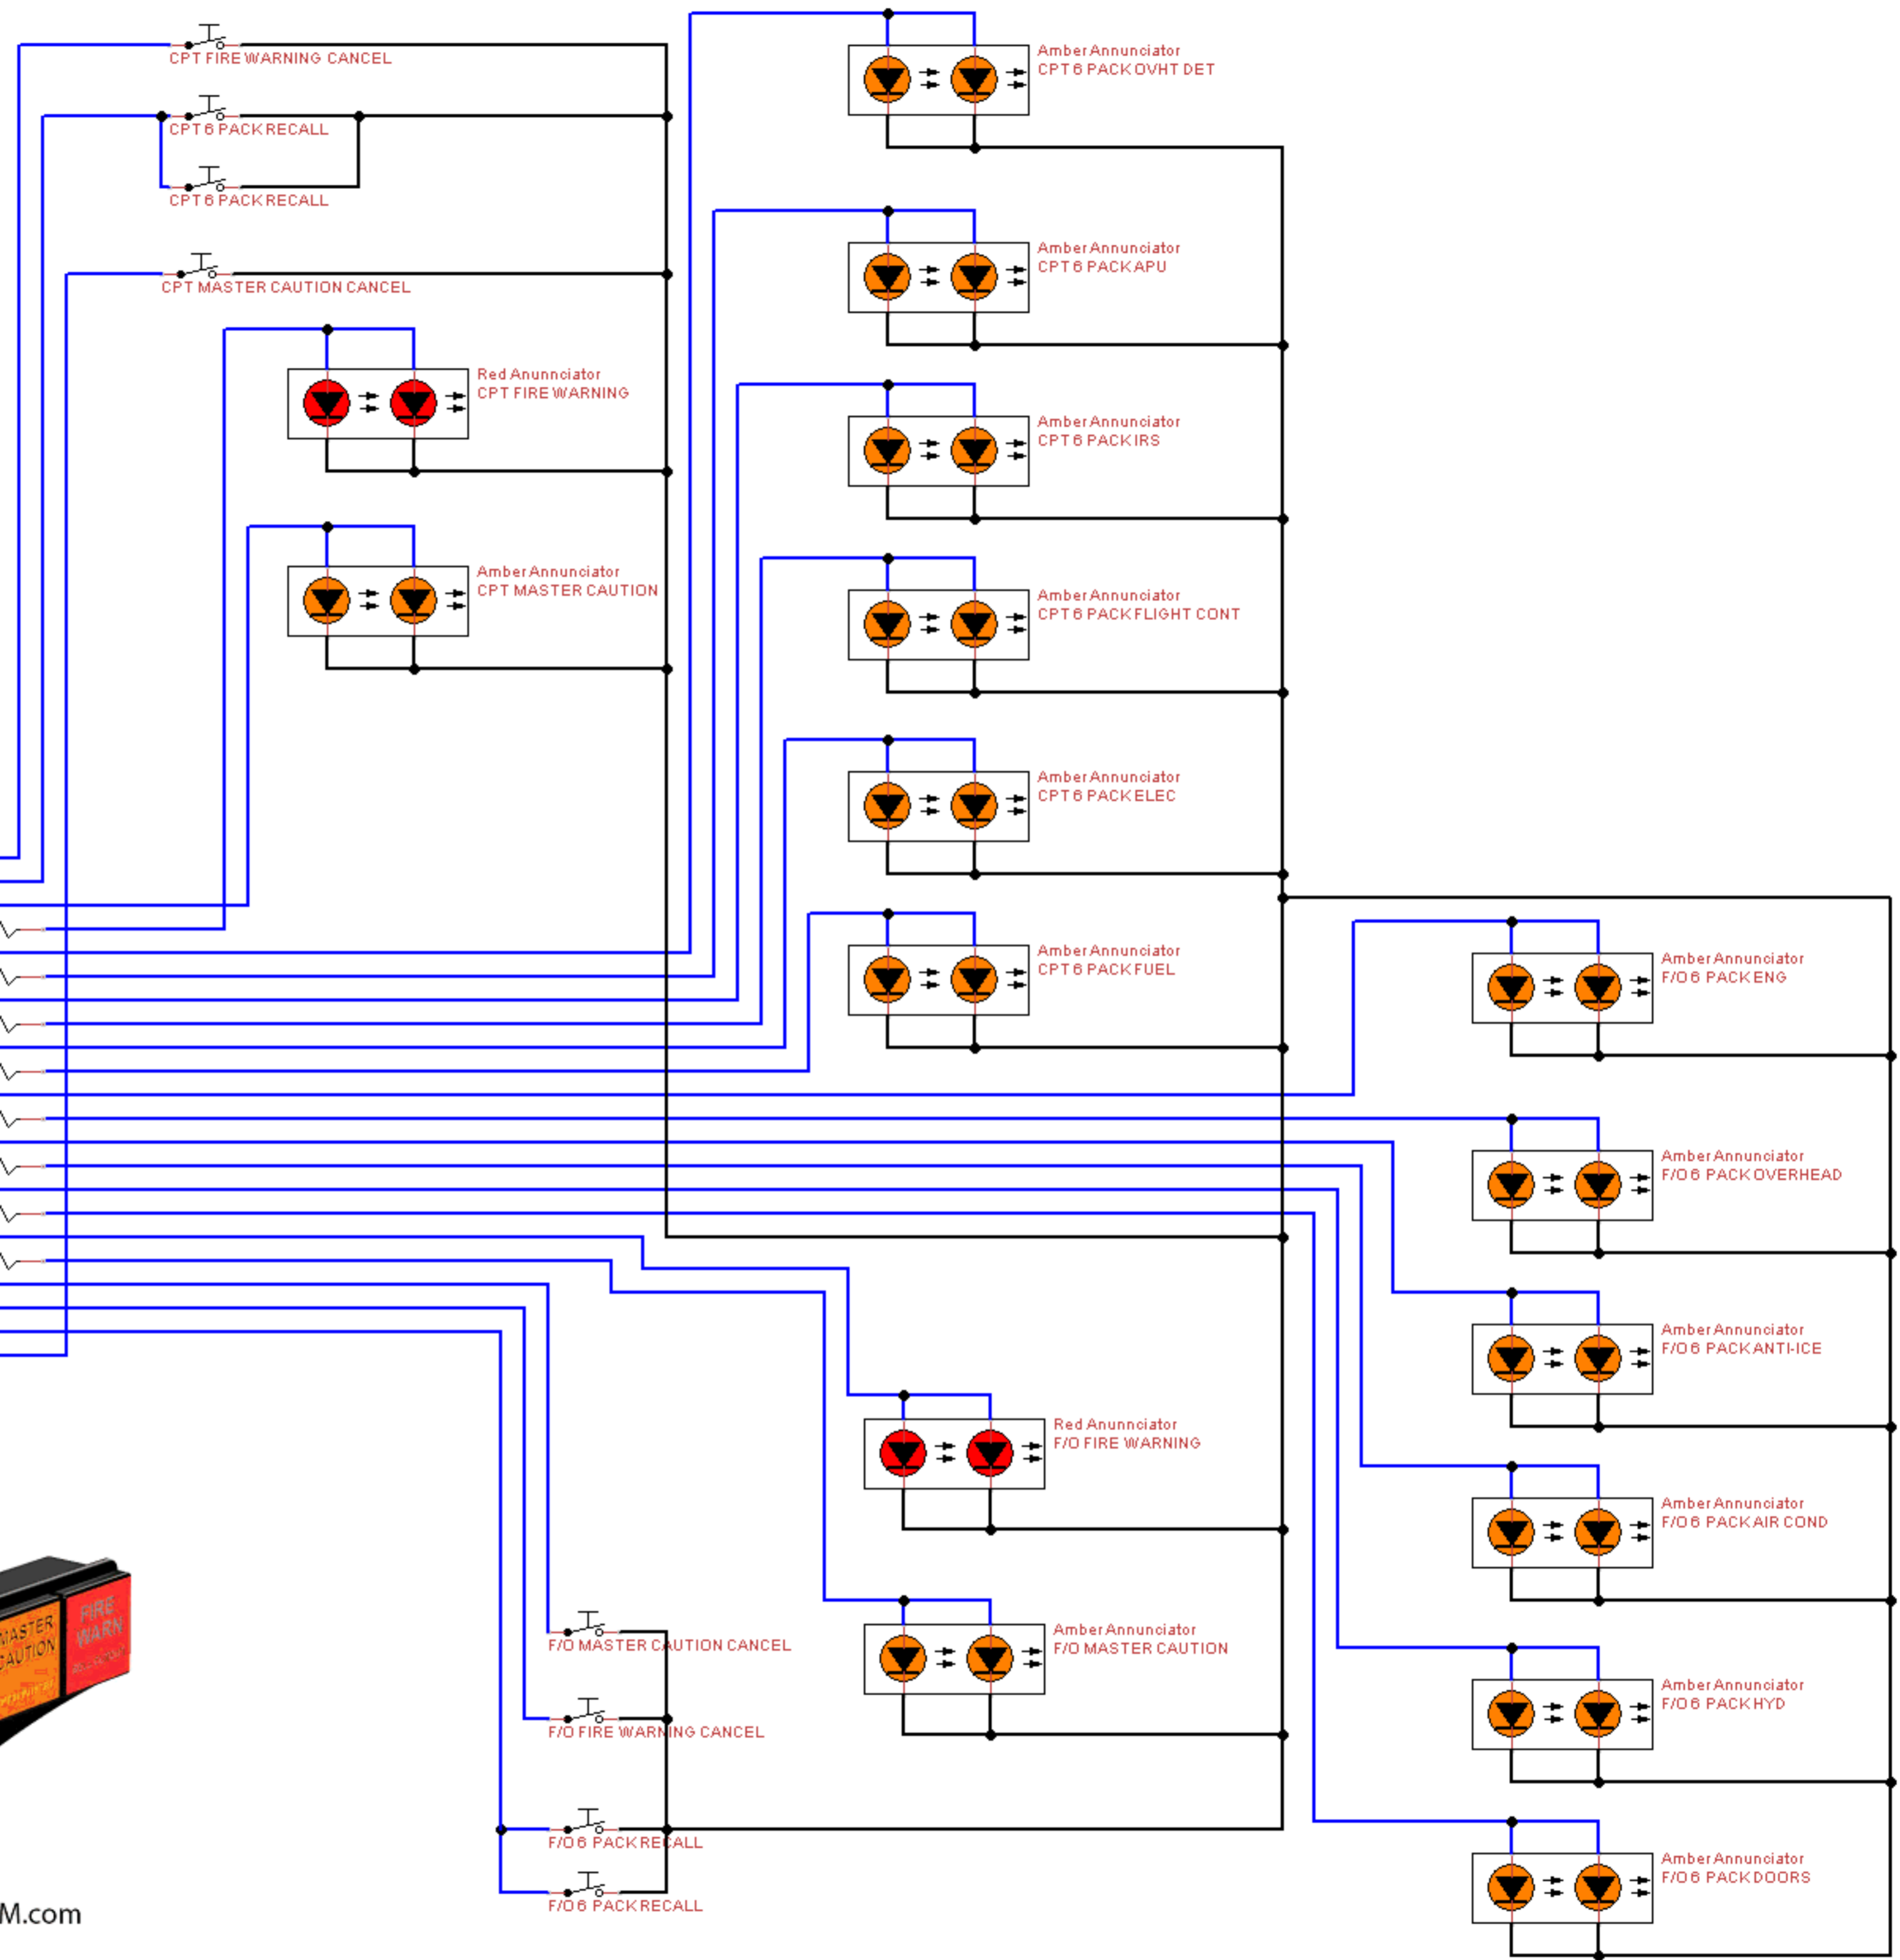 CPT FIRE WARNING CANCEL
CPT 6 PACK RECALL
CPT 6 PACK RECALL
CPT MASTER CAUTION CANCEL
Red Anunnciator
CPT FIRE WARNING
Amber Annunciator
CPT MASTER CAUTION
Amber Annunciator
CPT 6 PACK OVHT DET
Amber Annunciator
CPT 6 PACK APU
Amber Annunciator
CPT 6 PACK IRS
Amber Annunciator
CPT 6 PACK FLIGHT CONT
Amber Annunciator
CPT 6 PACK ELEC
Amber Annunciator
CPT 6 PACK FUEL
Amber Annunciator
F/O 6 PACK ENG
Amber Annunciator
F/O 6 PACK OVERHEAD
Amber Annunciator
F/O 6 PACK ANTI-ICE
Amber Annunciator
F/O 6 PACK AIR COND
Amber Annunciator
F/O 6 PACK HYD
Amber Annunciator
F/O 6 PACK DOORS
Red Anunnciator
F/O FIRE WARNING
Amber Annunciator
F/O MASTER CAUTION
F/O MASTER CAUTION CANCEL
F/O FIRE WARNING CANCEL
F/O 6 PACK RECALL
F/O 6 PACK RECALL
MASTER
CAUTION
FIRE
WARN
M.com